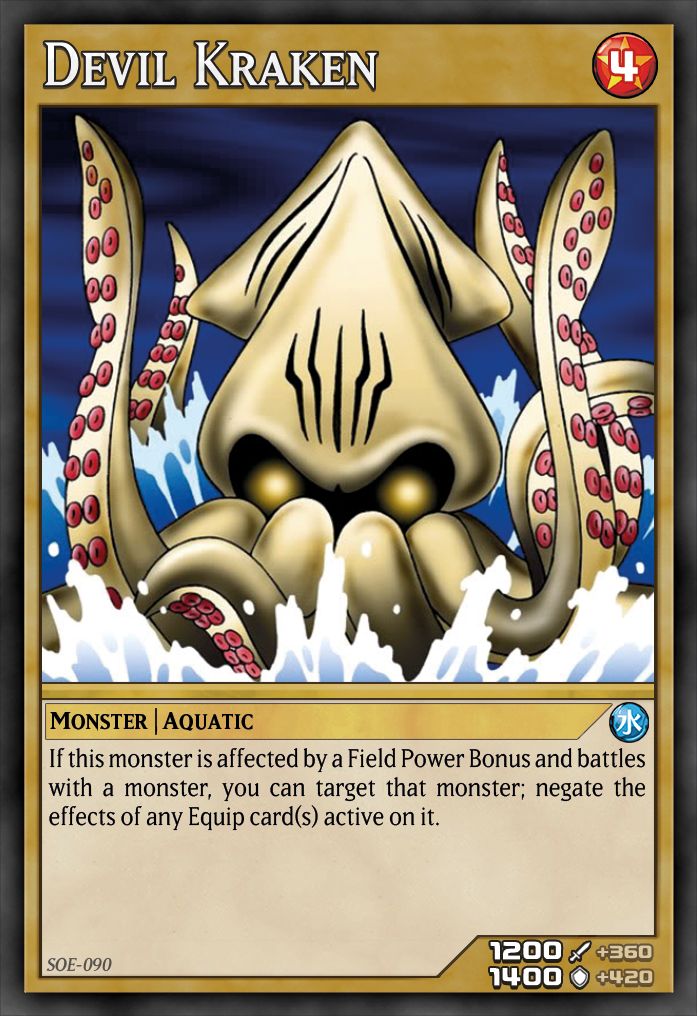 Devil Kraken
4
Monster | Aquatic
水
If this monster is affected by a Field Power Bonus and battles
with a monster, you can target that monster; negate the
effects of any Equip card(s) active on it.
1200 +360
SOE-090
1400 +420